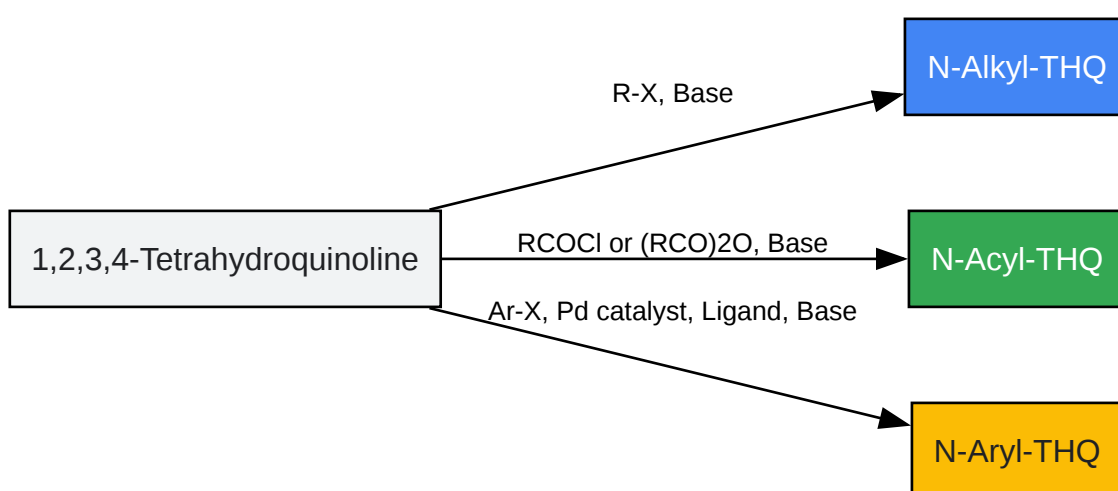 N-Alkyl-THQ
R-X, Base
1,2,3,4-Tetrahydroquinoline
RCOCl or (RCO)2O, Base
N-Acyl-THQ
Ar-X, Pd catalyst, Ligand, Base
N-Aryl-THQ